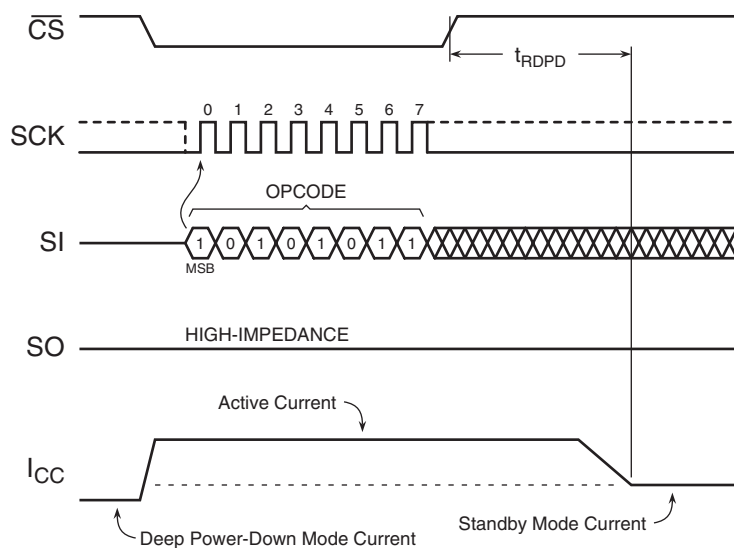 CS
tRDPD
0 1 2 3 4 5 6 7
SCK
OPCODE
SI
1 0 1 0 1 0 1 1
MSB
HIGH-IMPEDANCE
SO
Active Current
ICC
Deep Power-Down Mode Current
Standby Mode Current